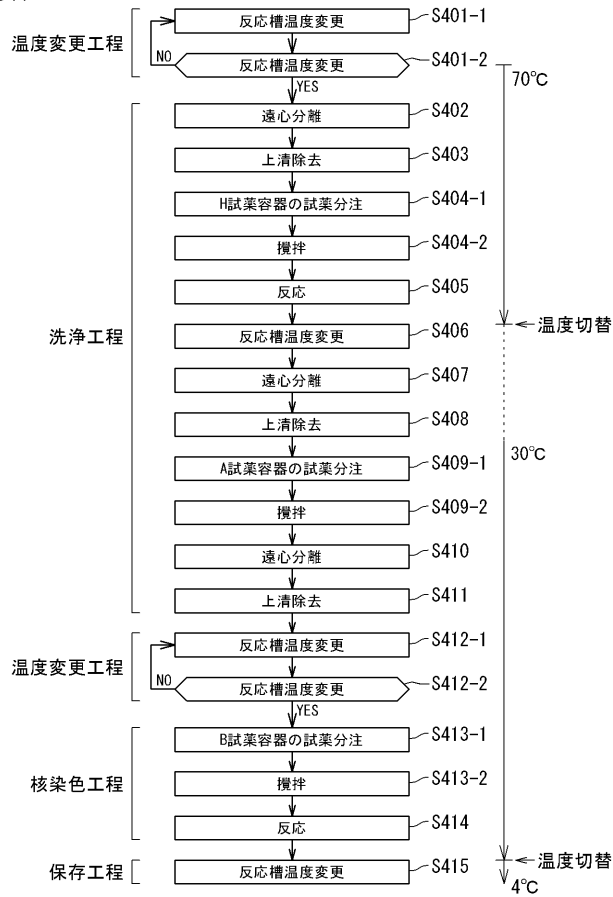 反応槽温度変更
S401-1
温度変更工程
NO
反応槽温度変更
S401-2
70℃
YES
遠心分離
S402
上清除去
S403
H試薬容器の試薬分注
S404-1
攪拌
S404-2
反応
S405
洗浄工程
反応槽温度変更
S406
温度切替
遠心分離
S407
上清除去
S408
30℃
A試薬容器の試薬分注
S409-1
攪拌
S409-2
遠心分離
S410
上清除去
S411
反応槽温度変更
S412-1
温度変更工程
NO
反応槽温度変更
S412-2
YES
B試薬容器の試薬分注
S413-1
核染色工程
攪拌
S413-2
反応
S414
温度切替
保存工程
反応槽温度変更
S415
4℃